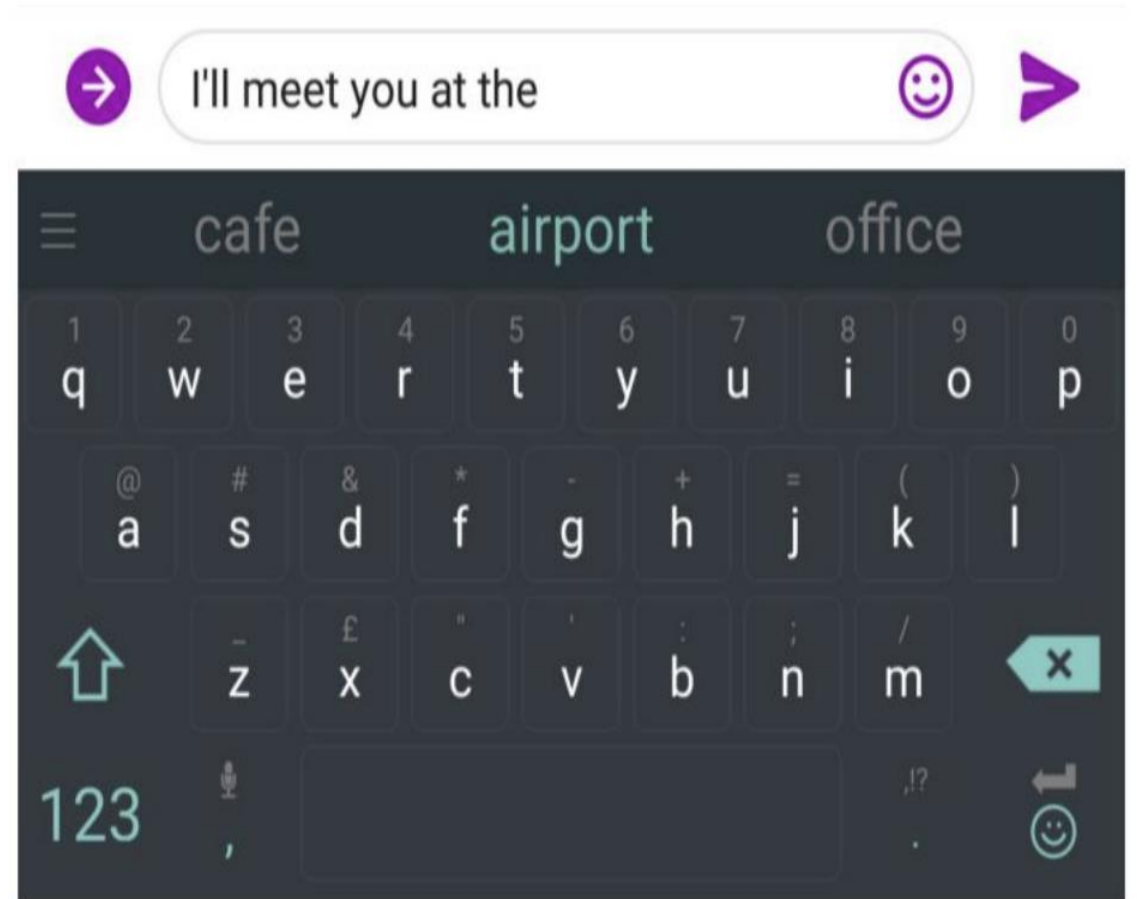 I'll meet you at the
cafe airport office
1 2 3 4 5 6 7 8 9 0
q w e r t y u i o p
@ # & * - + = ( )
a s d f g h j k l
_ £ " ' : ; /
z x c v b n m
123 , ,!? .